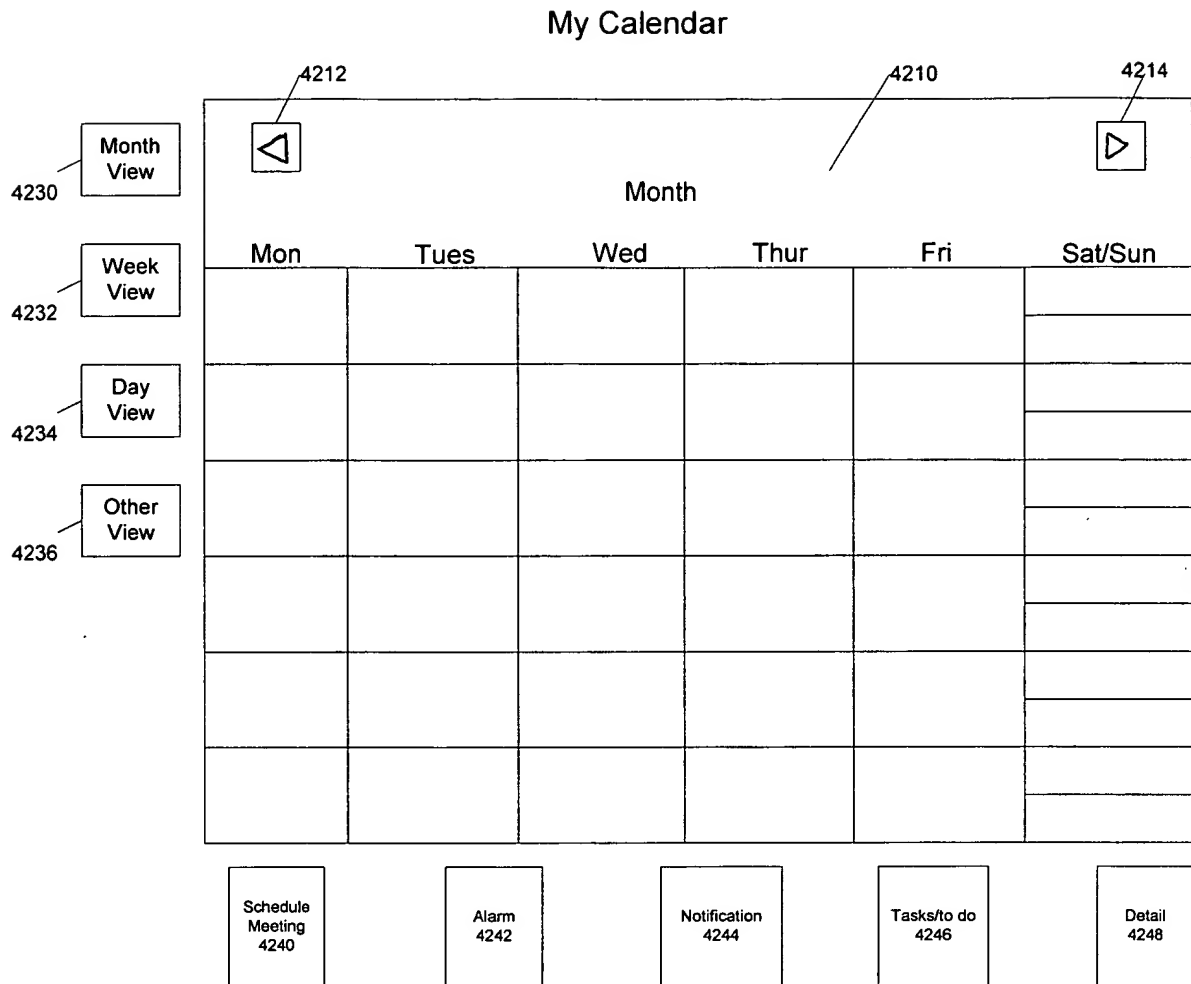 My Calendar
4212
4210
4214
Month
View
4230
Month
Mon Tues Wed Thur Fri Sat/Sun
Week
View
4232
Day
View
4234
Other
View
4236
Schedule
Meeting
4240
Alarm
4242
Notification
4244
Tasks/to do
4246
Detail
4248